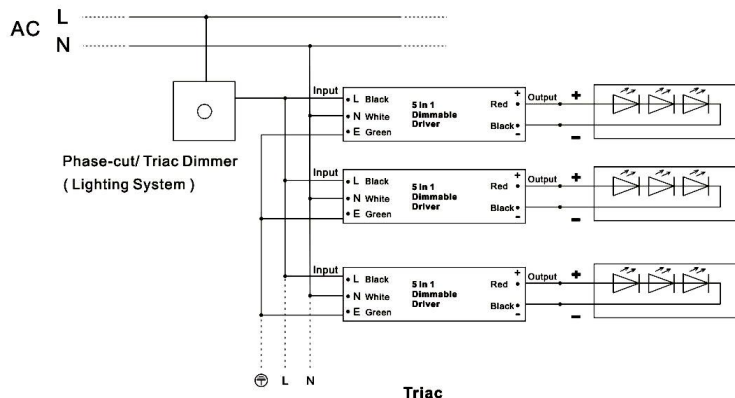 AC
L
N
Phase-cut/ Triac Dimmer
( Lighting System )
Input
L Black
N White
E Green
5 in 1
Dimmable
Driver
+
Red
Black
-
Output
+
-
Input
L Black
N White
E Green
5 in 1
Dimmable
Driver
+
Red
Black
-
Output
+
-
Input
L Black
N White
E Green
5 in 1
Dimmable
Driver
+
Red
Black
-
Output
+
-
L N
Triac